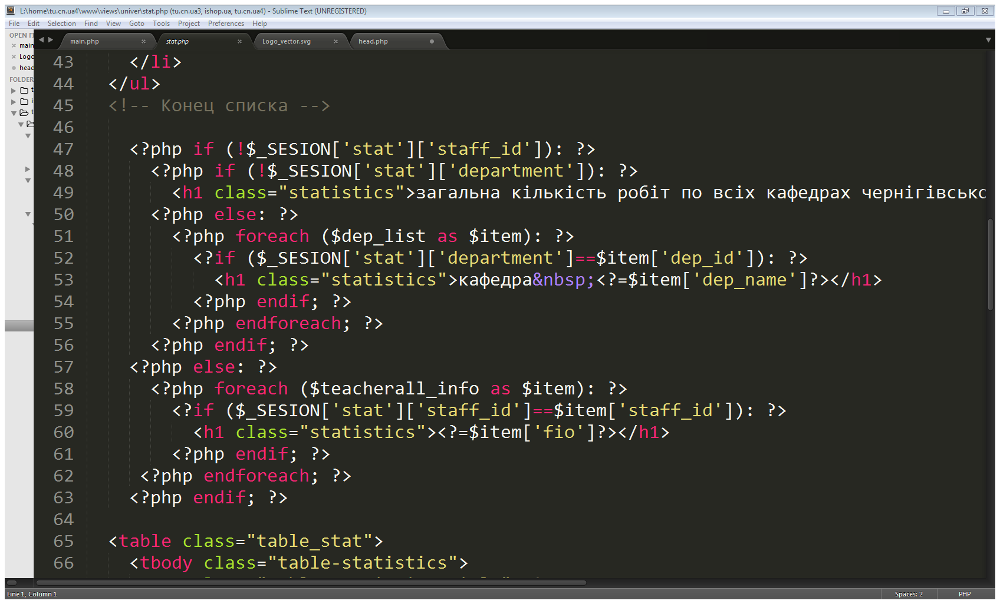 L:\home\tu.cn.ua4\www\views\univer\stat.php (tu.cn.ua3, ishop.ua, tu.cn.ua4) - Sublime Text (UNREGISTERED)
File Edit Selection Find View Goto Tools Project Preferences Help
OPEN FI
main
Logo
head
FOLDER
t
i
t
main.php
stat.php
Logo_vector.svg
head.php
43 </li>
44 </ul>
45 <!-- Конец списка -->
46
47 <?php if (!$_SESION['stat']['staff_id']): ?>
48 <?php if (!$_SESION['stat']['department']): ?>
49 <h1 class="statistics">загальна кількість робіт по всіх кафедрах чернігівсько
50 <?php else: ?>
51 <?php foreach ($dep_list as $item): ?>
52 <?if ($_SESION['stat']['department']==$item['dep_id']): ?>
53 <h1 class="statistics">кафедра&nbsp;<?=$item['dep_name']?></h1>
54 <?php endif; ?>
55 <?php endforeach; ?>
56 <?php endif; ?>
57 <?php else: ?>
58 <?php foreach ($teacherall_info as $item): ?>
59 <?if ($_SESION['stat']['staff_id']==$item['staff_id']): ?>
60 <h1 class="statistics"><?=$item['fio']?></h1>
61 <?php endif; ?>
62 <?php endforeach; ?>
63 <?php endif; ?>
64
65 <table class="table_stat">
66 <tbody class="table-statistics">
Line 1, Column 1
Spaces: 2
PHP